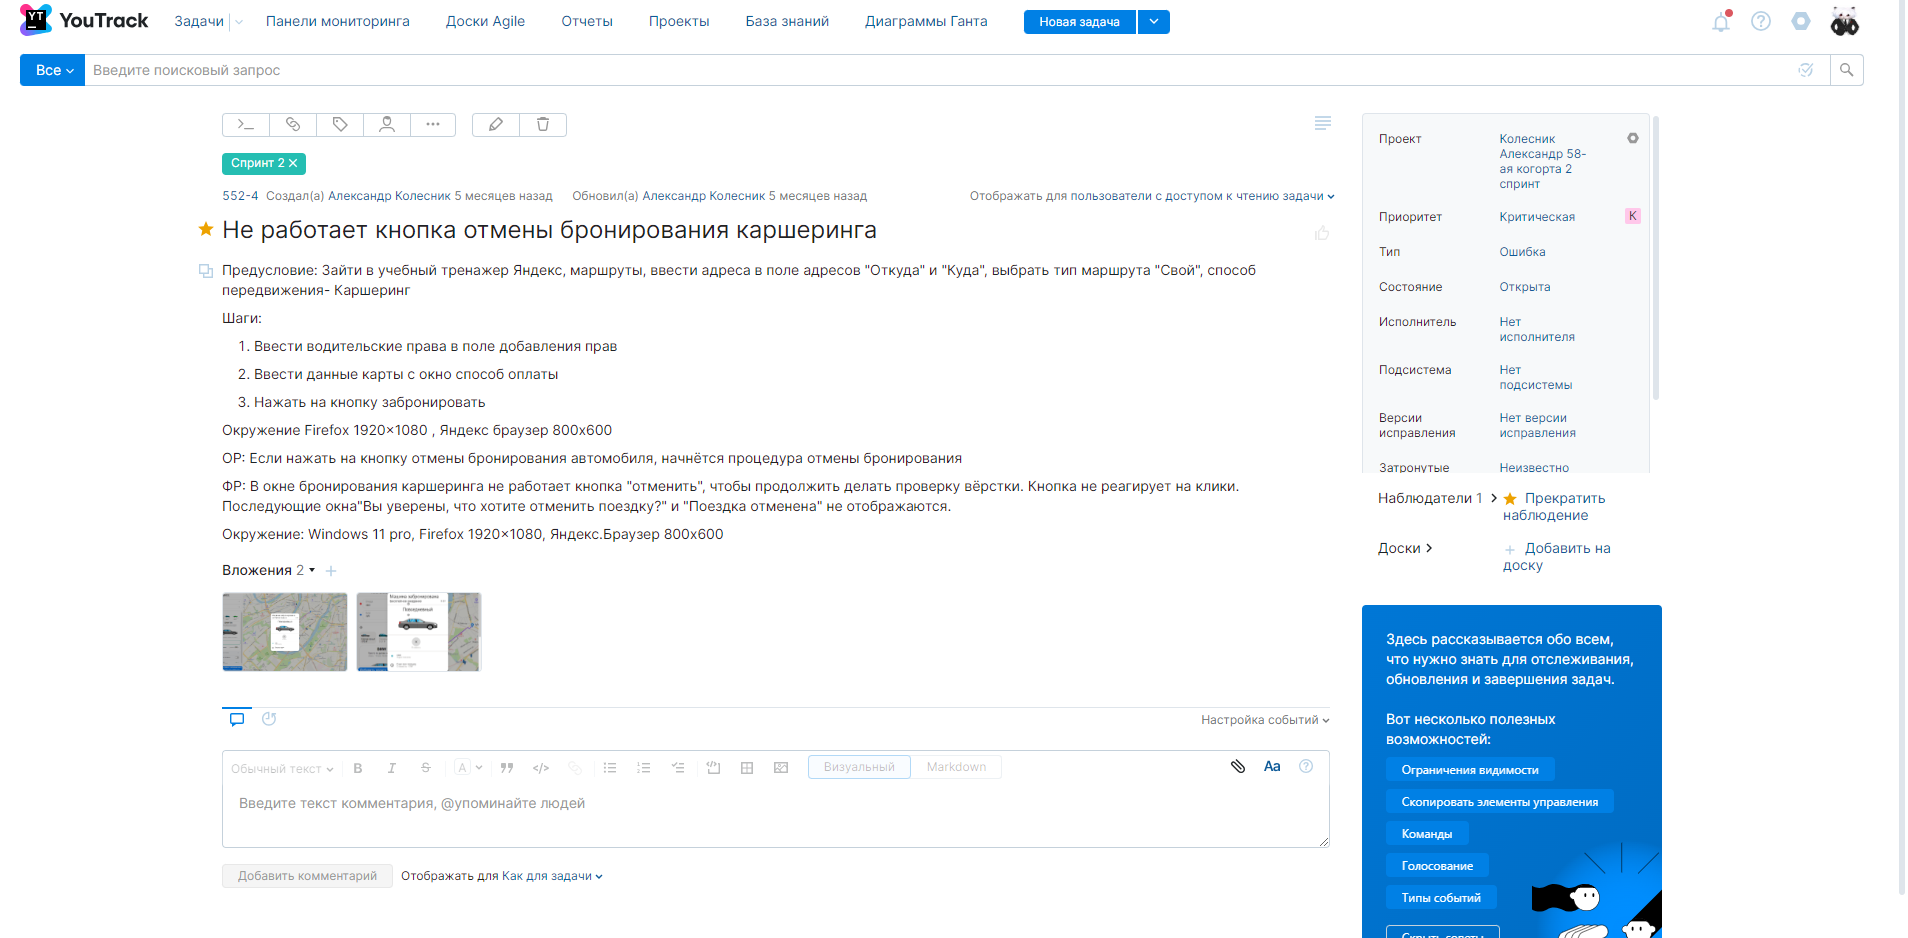 YouTrack
Задачи
Панели мониторинга
Доски Agile
Отчеты
Проекты
База знаний
Диаграммы Ганта
Новая задача
Все
Введите поисковый запрос
Спринт 2
552-4 Создал(а) Александр Колесник 5 месяцев назад Обновил(а) Александр Колесник 5 месяцев назад
Отображать для пользователи с доступом к чтению задачи
Не работает кнопка отмены бронирования каршеринга
Предусловие: Зайти в учебный тренажер Яндекс, маршруты, ввести адреса в поле адресов "Откуда" и "Куда", выбрать тип маршрута "Свой", способ
передвижения- Каршеринг
Шаги:
1. Ввести водительские права в поле добавления прав
2. Ввести данные карты с окно способ оплаты
3. Нажать на кнопку забронировать
Окружение Firefox 1920×1080 , Яндекс браузер 800x600
ОР: Если нажать на кнопку отмены бронирования автомобиля, начнётся процедура отмены бронирования
ФР: В окне бронирования каршеринга не работает кнопка "отменить", чтобы продолжить делать проверку вёрстки. Кнопка не реагирует на клики.
Последующие окна"Вы уверены, что хотите отменить поездку?" и "Поездка отменена" не отображаются.
Окружение: Windows 11 pro, Firefox 1920×1080, Яндекс.Браузер 800x600
Вложения 2
Машина забронирована
Повседневный
Настройка событий
Обычный текст
B I S A
Визуальный
Markdown
Aa
Введите текст комментария, @упоминайте людей
Добавить комментарий
Отображать для Как для задачи
Проект
Колесник
Александр 58-
ая когорта 2
спринт
Приоритет
Критическая
К
Тип
Ошибка
Состояние
Открыта
Исполнитель
Нет
исполнителя
Подсистема
Нет
подсистемы
Версии
исправления
Нет версии
исправления
Затронутые
Неизвестно
Наблюдатели 1
Прекратить
наблюдение
Доски
Добавить на
доску
Здесь рассказывается обо всем,
что нужно знать для отслеживания,
обновления и завершения задач.
Вот несколько полезных
возможностей:
Ограничения видимости
Скопировать элементы управления
Команды
Голосование
Типы событий
Скрыть советы